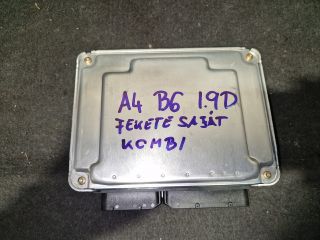 A4 B6 1.9D
FEKETE SAJÁT
KOMBI